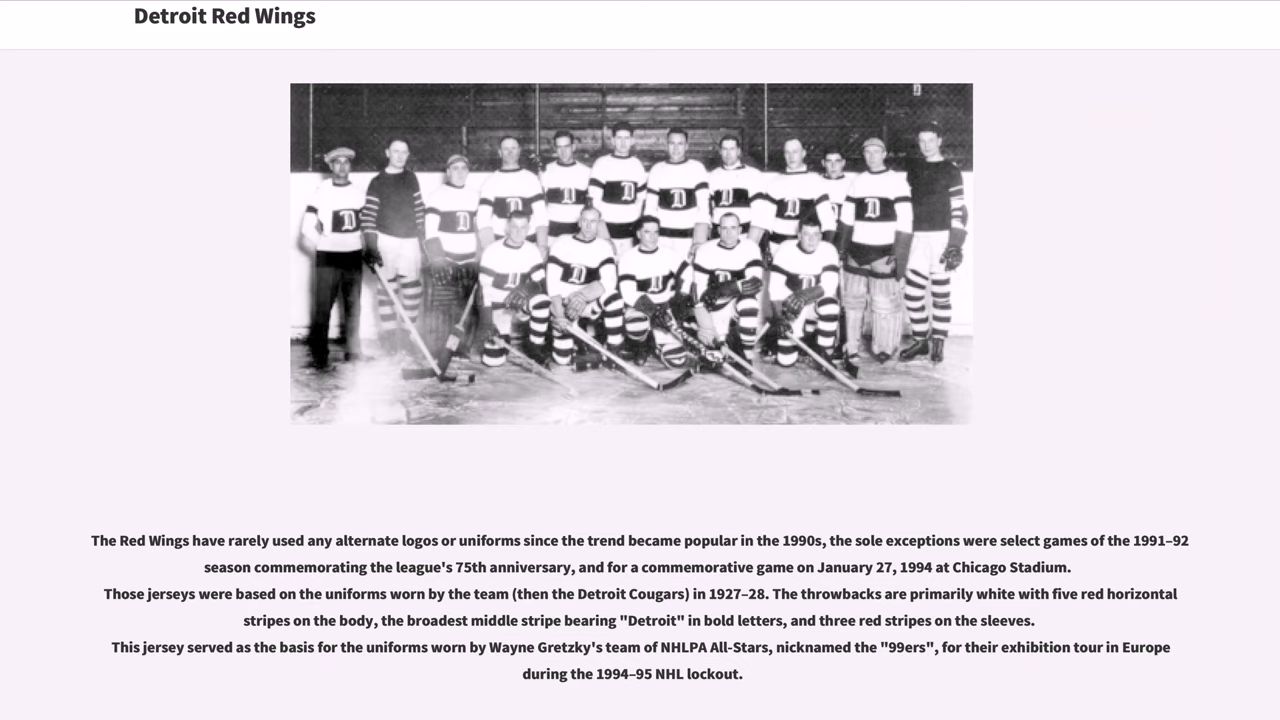 Detroit Red Wings
D D D D D D D D
D D D D D
The Red Wings have rarely used any alternate logos or uniforms since the trend became popular in the 1990s, the sole exceptions were select games of the 1991–92
season commemorating the league's 75th anniversary, and for a commemorative game on January 27, 1994 at Chicago Stadium.
Those jerseys were based on the uniforms worn by the team (then the Detroit Cougars) in 1927–28. The throwbacks are primarily white with five red horizontal
stripes on the body, the broadest middle stripe bearing "Detroit" in bold letters, and three red stripes on the sleeves.
This jersey served as the basis for the uniforms worn by Wayne Gretzky's team of NHLPA All-Stars, nicknamed the "99ers", for their exhibition tour in Europe
during the 1994–95 NHL lockout.